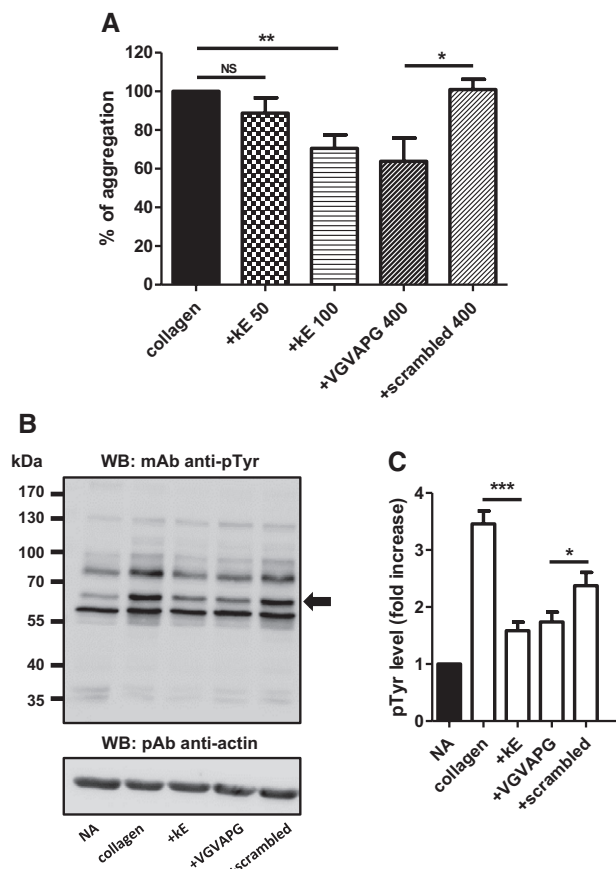 A
**
NS
*
120
100
80
60
40
20
0
% of aggregation
collagen
+kE 50
+kE 100
+VGVAPG 400
+scrambled 400
B
kDa
WB: mAb anti-pTyr
170
130
100
70
55
40
35
WB: pAb anti-actin
NA
collagen
+kE
+VGVAPG
+scrambled
C
***
*
4
3
2
1
0
pTyr level (fold increase)
NA
collagen
+kE
+VGVAPG
+scrambled